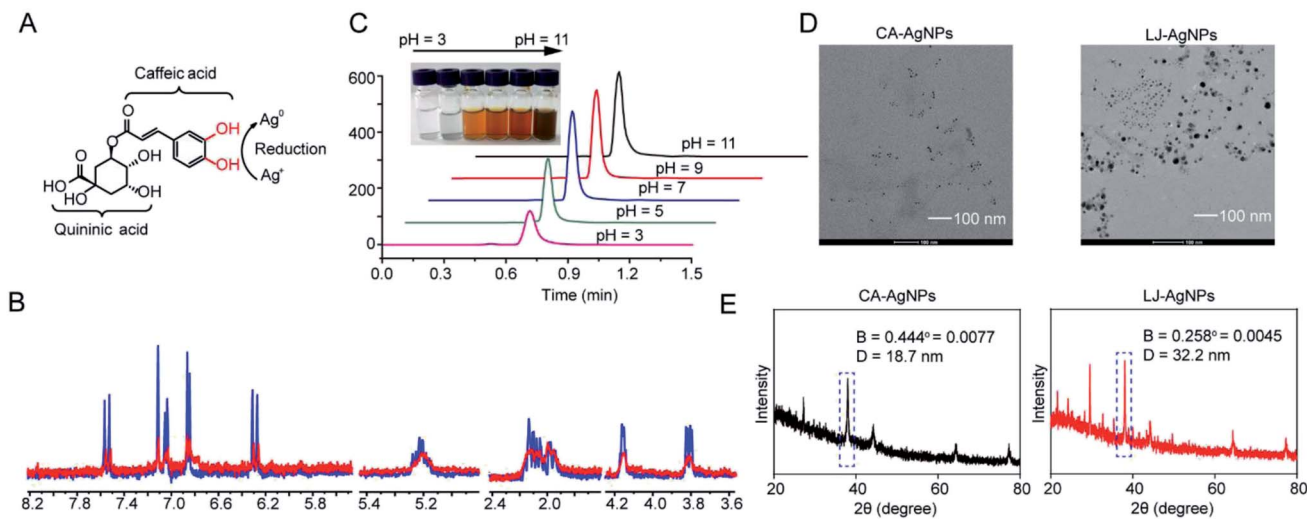 A
Caffeic acid
O
OH
OH
O
O
OH
HO
HO
OH
Ag⁰
Reduction
Ag⁺
Quininic acid
B
8.2 7.8 7.4 7.0 6.6 6.2 5.8
5.4 5.2
2.4 2.0
4.2 4.0 3.8 3.6
C
pH = 3 pH = 11
600
400
200
0
pH = 11
pH = 9
pH = 7
pH = 5
pH = 3
0.0 0.3 0.6 0.9 1.2 1.5
Time (min)
D
CA-AgNPs
100 nm
100 nm
LJ-AgNPs
100 nm
100 nm
E
CA-AgNPs
B = 0.444° = 0.0077
D = 18.7 nm
Intensity
20 40 60 80
2θ (degree)
LJ-AgNPs
B = 0.258° = 0.0045
D = 32.2 nm
Intensity
20 40 60 80
2θ (degree)